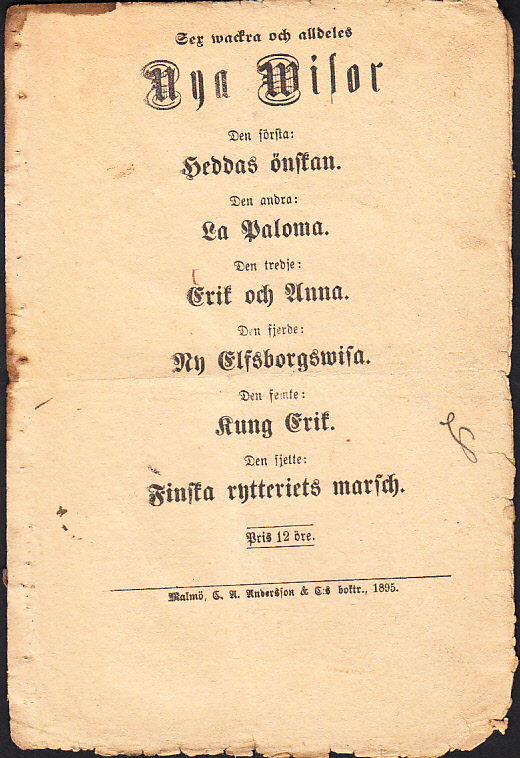 Sex wackra och alldeles
Nya Wisor
Den första:
Heddas önskan.
Den andra:
La Paloma.
Den tredje:
Erik och Anna.
Den fjerde:
Ny Elfsborgswisa.
Den femte:
Kung Erik.
Den sjette:
Finska rytteriets marsch.
Pris 12 öre.
Malmö, C. A. Andersson & C:s boktr., 1895.